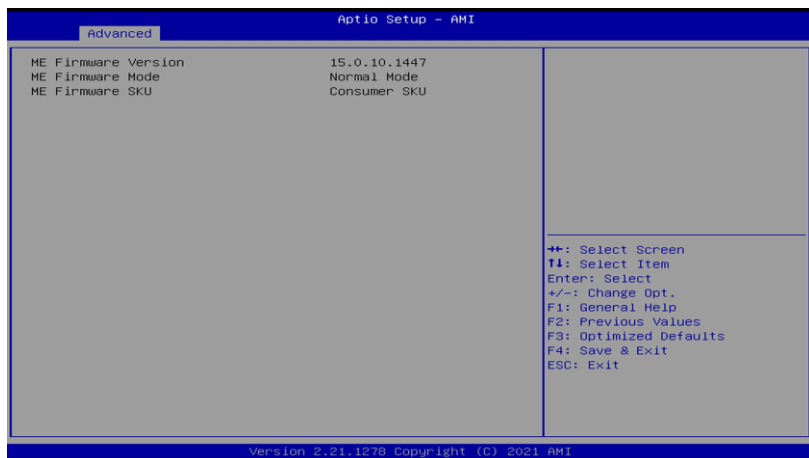 Aptio Setup – AMI
Advanced
ME Firmware Version 15.0.10.1447
ME Firmware Mode Normal Mode
ME Firmware SKU Consumer SKU
→←: Select Screen
↑↓: Select Item
Enter: Select
+/-: Change Opt.
F1: General Help
F2: Previous Values
F3: Optimized Defaults
F4: Save & Exit
ESC: Exit
Version 2.21.1278 Copyright (C) 2021 AMI